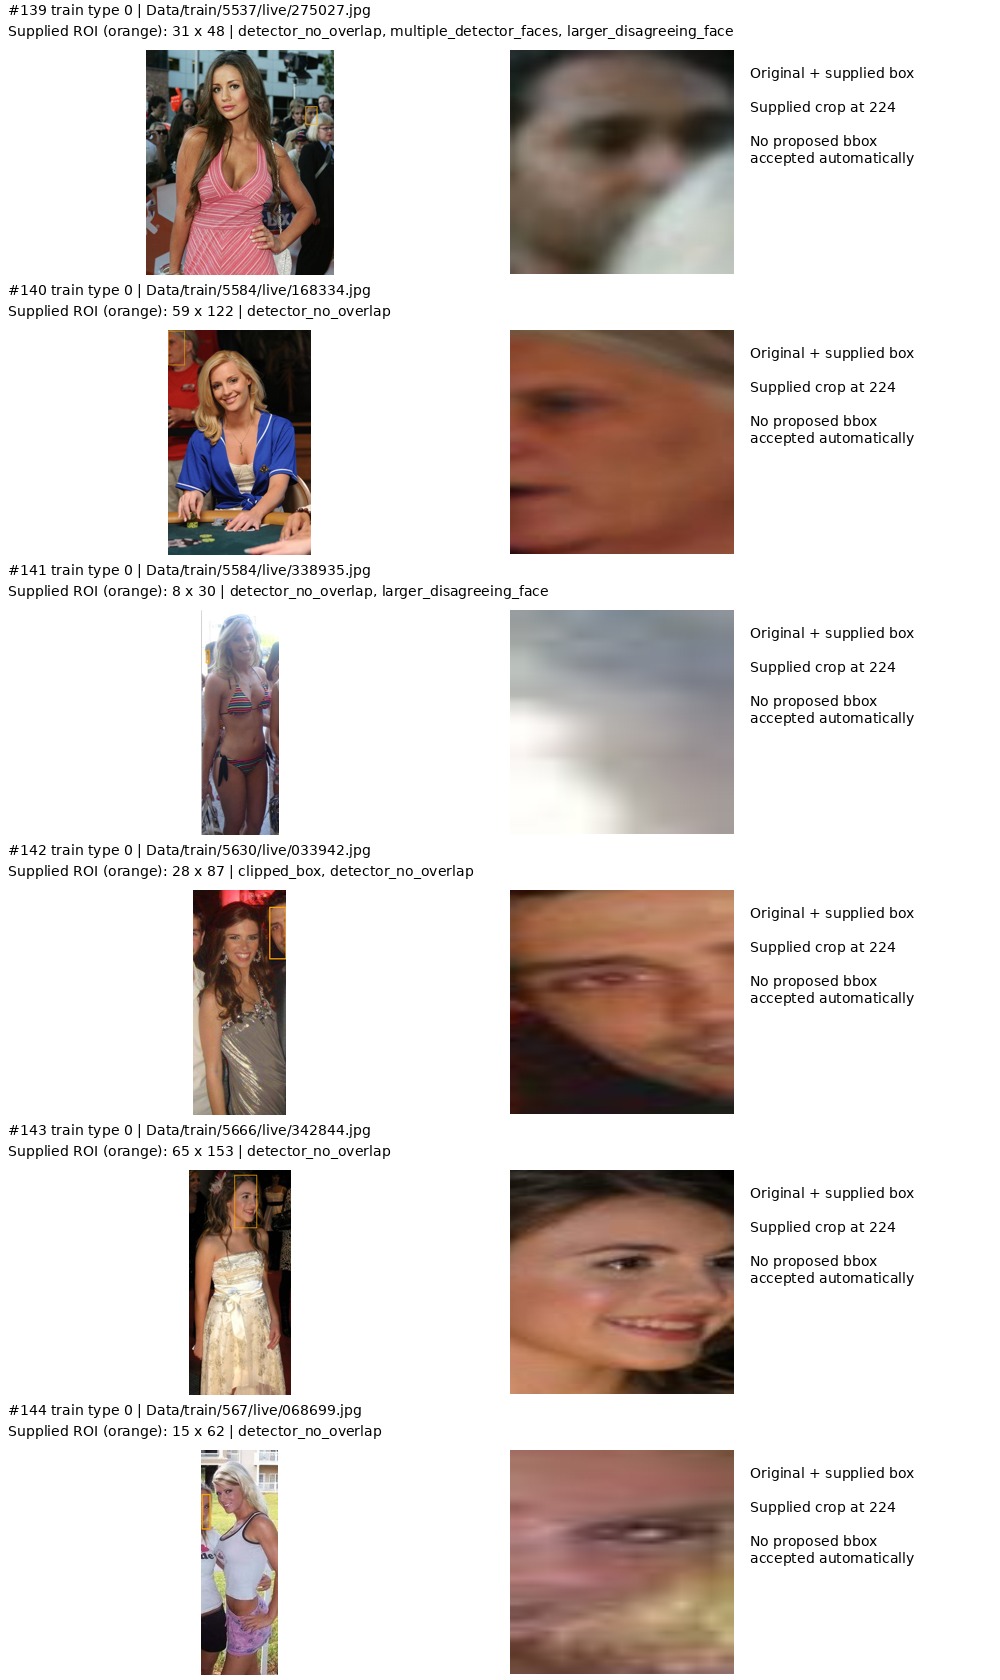 #139 train type 0 | Data/train/5537/live/275027.jpg
Supplied ROI (orange): 31 x 48 | detector_no_overlap, multiple_detector_faces, larger_disagreeing_face
Original + supplied box
Supplied crop at 224
No proposed bbox
accepted automatically
#140 train type 0 | Data/train/5584/live/168334.jpg
Supplied ROI (orange): 59 x 122 | detector_no_overlap
Original + supplied box
Supplied crop at 224
No proposed bbox
accepted automatically
#141 train type 0 | Data/train/5584/live/338935.jpg
Supplied ROI (orange): 8 x 30 | detector_no_overlap, larger_disagreeing_face
Original + supplied box
Supplied crop at 224
No proposed bbox
accepted automatically
#142 train type 0 | Data/train/5630/live/033942.jpg
Supplied ROI (orange): 28 x 87 | clipped_box, detector_no_overlap
Original + supplied box
Supplied crop at 224
No proposed bbox
accepted automatically
#143 train type 0 | Data/train/5666/live/342844.jpg
Supplied ROI (orange): 65 x 153 | detector_no_overlap
Original + supplied box
Supplied crop at 224
No proposed bbox
accepted automatically
#144 train type 0 | Data/train/567/live/068699.jpg
Supplied ROI (orange): 15 x 62 | detector_no_overlap
Original + supplied box
Supplied crop at 224
No proposed bbox
accepted automatically